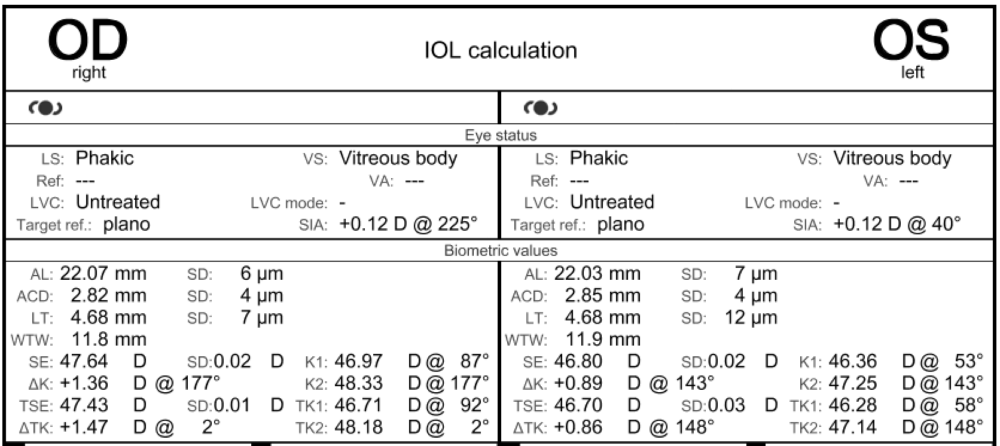 OD
right
IOL calculation
OS
left
Eye status
LS: Phakic VS: Vitreous body
Ref: --- VA: ---
LVC: Untreated LVC mode: -
Target ref.: plano SIA: +0.12 D @ 225°
LS: Phakic VS: Vitreous body
Ref: --- VA: ---
LVC: Untreated LVC mode: -
Target ref.: plano SIA: +0.12 D @ 40°
Biometric values
AL: 22.07 mm SD: 6 µm
ACD: 2.82 mm SD: 4 µm
LT: 4.68 mm SD: 7 µm
WTW: 11.8 mm
SE: 47.64 D SD:0.02 D K1: 46.97 D @ 87°
ΔK: +1.36 D @ 177° K2: 48.33 D @ 177°
TSE: 47.43 D SD:0.01 D TK1: 46.71 D @ 92°
ΔTK: +1.47 D @ 2° TK2: 48.18 D @ 2°
AL: 22.03 mm SD: 7 µm
ACD: 2.85 mm SD: 4 µm
LT: 4.68 mm SD: 12 µm
WTW: 11.9 mm
SE: 46.80 D SD:0.02 D K1: 46.36 D @ 53°
ΔK: +0.89 D @ 143° K2: 47.25 D @ 143°
TSE: 46.70 D SD:0.03 D TK1: 46.28 D @ 58°
ΔTK: +0.86 D @ 148° TK2: 47.14 D @ 148°